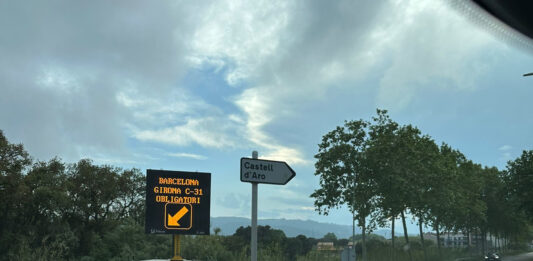 BARCELONA
GIRONA C-31
OBLIGATORI
Castell
d'Aro